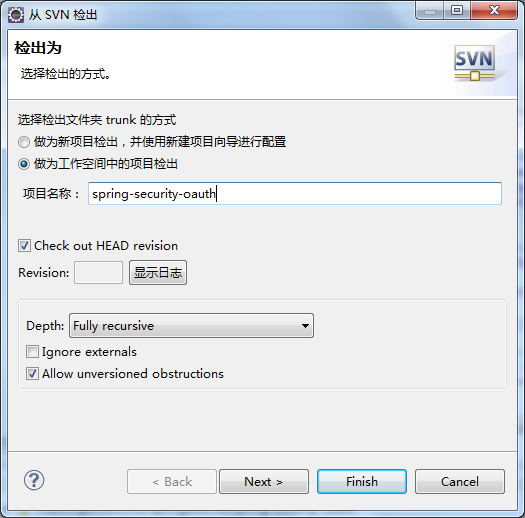 从 SVN 检出
检出为
选择检出的方式。
SVN
选择检出文件夹 trunk 的方式
做为新项目检出，并使用新建项目向导进行配置
做为工作空间中的项目检出
项目名称： spring-security-oauth
Check out HEAD revision
Revision: 显示日志
Depth: Fully recursive
Ignore externals
Allow unversioned obstructions
? < Back Next > Finish Cancel